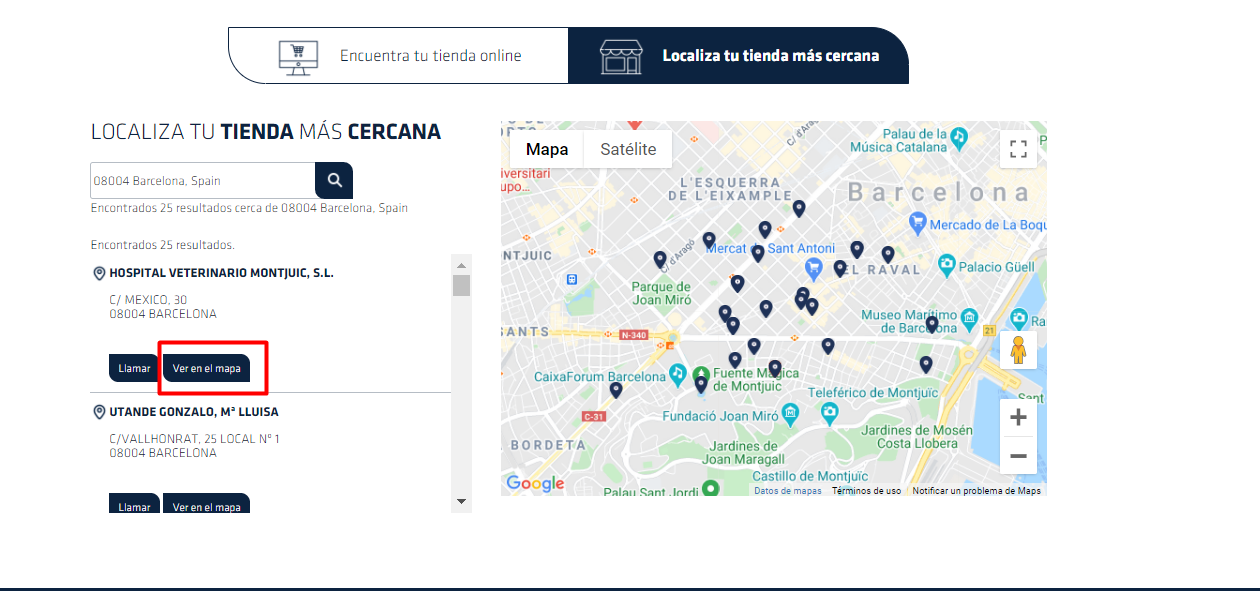 Encuentra tu tienda online
Localiza tu tienda más cercana
LOCALIZA TU TIENDA MÁS CERCANA
08004 Barcelona, Spain
Encontrados 25 resultados cerca de 08004 Barcelona, Spain
Encontrados 25 resultados.
HOSPITAL VETERINARIO MONTJUIC, S.L.
C/ MEXICO, 30
08004 BARCELONA
Llamar
Ver en el mapa
UTANDE GONZALO, Mª LLUISA
C/VALLHONRAT, 25 LOCAL Nº 1
08004 BARCELONA
Llamar
Ver en el mapa
Mapa
Satélite
Palau de la
Música Catalana
L'ESQUERRA
DE L'EIXAMPLE
Barcelona
Mercado de La Boqu
C/ d'Aragó
Mercat de Sant Antoni
EL RAVAL
Palacio Güell
NTJUIC
Parque de
Joan Miró
SANTS
N-340
Museo Marítimo
de Barcelona
21
Ra
CaixaForum Barcelona
Fuente Mágica
de Montjuic
Teleférico de Montjuïc
C-31
Fundació Joan Miró
Sant
BORDETA
Jardines de
Joan Maragall
Jardines de Mosén
Costa Llobera
Castillo de Montjuïc
Palau Sant Jordi
Google
Datos de mapas
Términos de uso
Notificar un problema de Maps